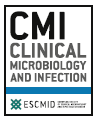 CMI
CLINICAL
MICROBIOLOGY
AND INFECTION
ESCMID